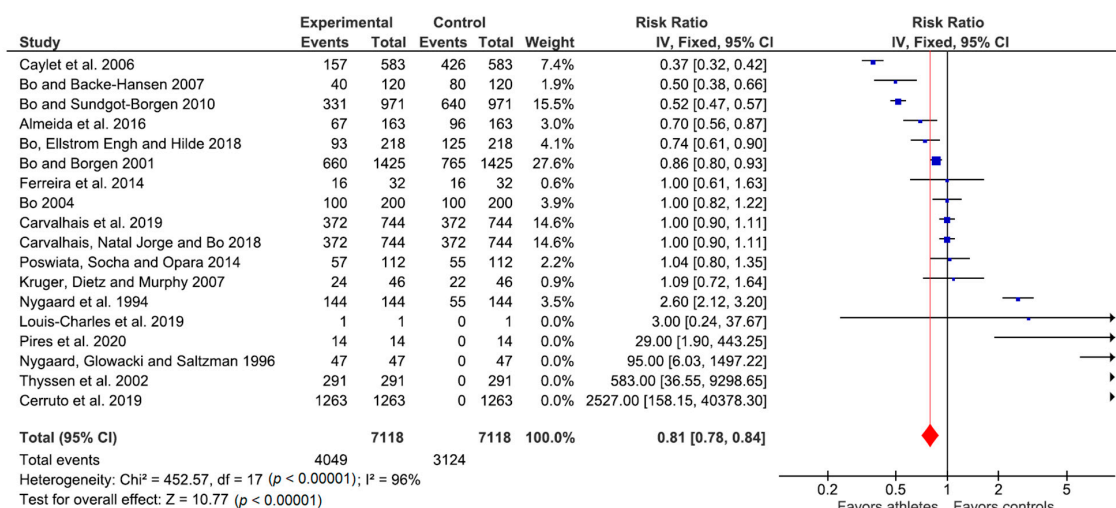 Experimental Control Risk Ratio Risk Ratio
Study Events Total Events Total Weight IV, Fixed, 95% CI IV, Fixed, 95% CI
Caylet et al. 2006 157 583 426 583 7.4% 0.37 [0.32, 0.42]
Bo and Backe-Hansen 2007 40 120 80 120 1.9% 0.50 [0.38, 0.66]
Bo and Sundgot-Borgen 2010 331 971 640 971 15.5% 0.52 [0.47, 0.57]
Almeida et al. 2016 67 163 96 163 3.0% 0.70 [0.56, 0.87]
Bo, Ellstrom Engh and Hilde 2018 93 218 125 218 4.1% 0.74 [0.61, 0.90]
Bo and Borgen 2001 660 1425 765 1425 27.6% 0.86 [0.80, 0.93]
Ferreira et al. 2014 16 32 16 32 0.6% 1.00 [0.61, 1.63]
Bo 2004 100 200 100 200 3.9% 1.00 [0.82, 1.22]
Carvalhais et al. 2019 372 744 372 744 14.6% 1.00 [0.90, 1.11]
Carvalhais, Natal Jorge and Bo 2018 372 744 372 744 14.6% 1.00 [0.90, 1.11]
Poswiata, Socha and Opara 2014 57 112 55 112 2.2% 1.04 [0.80, 1.35]
Kruger, Dietz and Murphy 2007 24 46 22 46 0.9% 1.09 [0.72, 1.64]
Nygaard et al. 1994 144 144 55 144 3.5% 2.60 [2.12, 3.20]
Louis-Charles et al. 2019 1 1 0 1 0.0% 3.00 [0.24, 37.67]
Pires et al. 2020 14 14 0 14 0.0% 29.00 [1.90, 443.25]
Nygaard, Glowacki and Saltzman 1996 47 47 0 47 0.0% 95.00 [6.03, 1497.22]
Thyssen et al. 2002 291 291 0 291 0.0% 583.00 [36.55, 9298.65]
Cerruto et al. 2019 1263 1263 0 1263 0.0% 2527.00 [158.15, 40378.30]
Total (95% CI) 7118 7118 100.0% 0.81 [0.78, 0.84]
Total events 4049 3124
Heterogeneity: Chi² = 452.57, df = 17 (p < 0.00001); I² = 96%
Test for overall effect: Z = 10.77 (p < 0.00001)
0.2 0.5 1 2 5
Favors athletes Favors controls